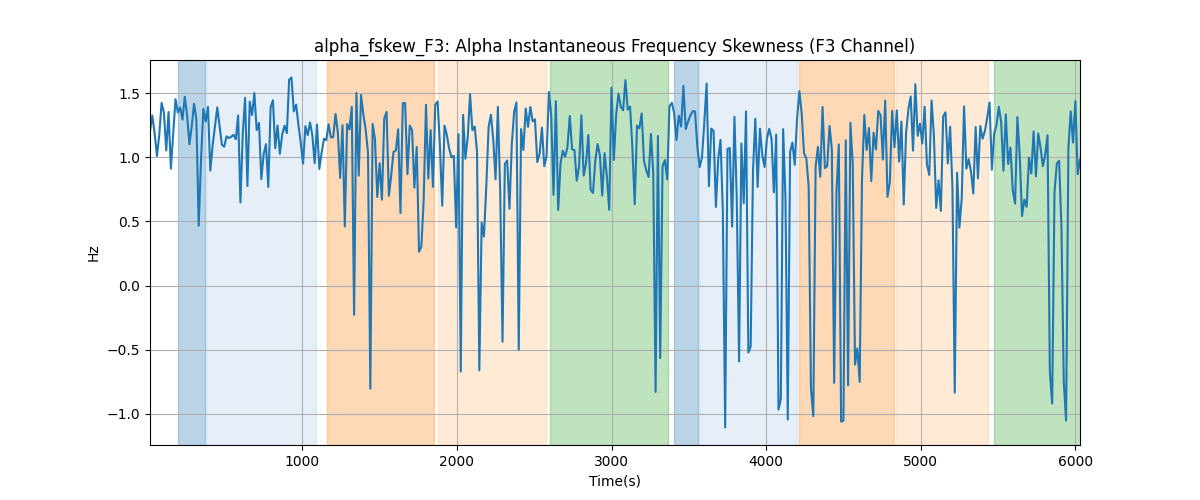 alpha_fskew_F3: Alpha Instantaneous Frequency Skewness (F3 Channel)
1.5
1.0
0.5
0.0
−0.5
−1.0
Hz
1000 2000 3000 4000 5000 6000
Time(s)